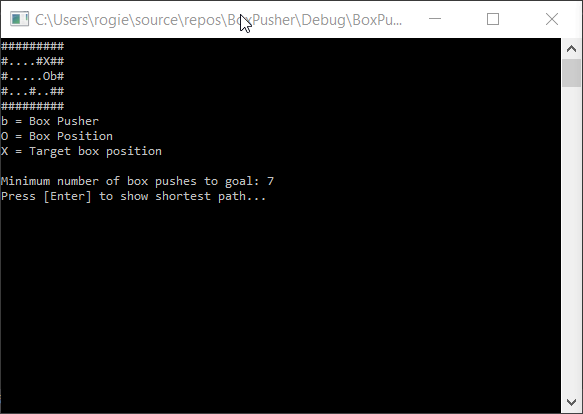 C:\Users\rogie\source\repos\BoxPusher\Debug\BoxPu...
#########
#....#X##
#.....Ob#
#...#..##
#########
b = Box Pusher
O = Box Position
X = Target box position
Minimum number of box pushes to goal: 7
Press [Enter] to show shortest path...